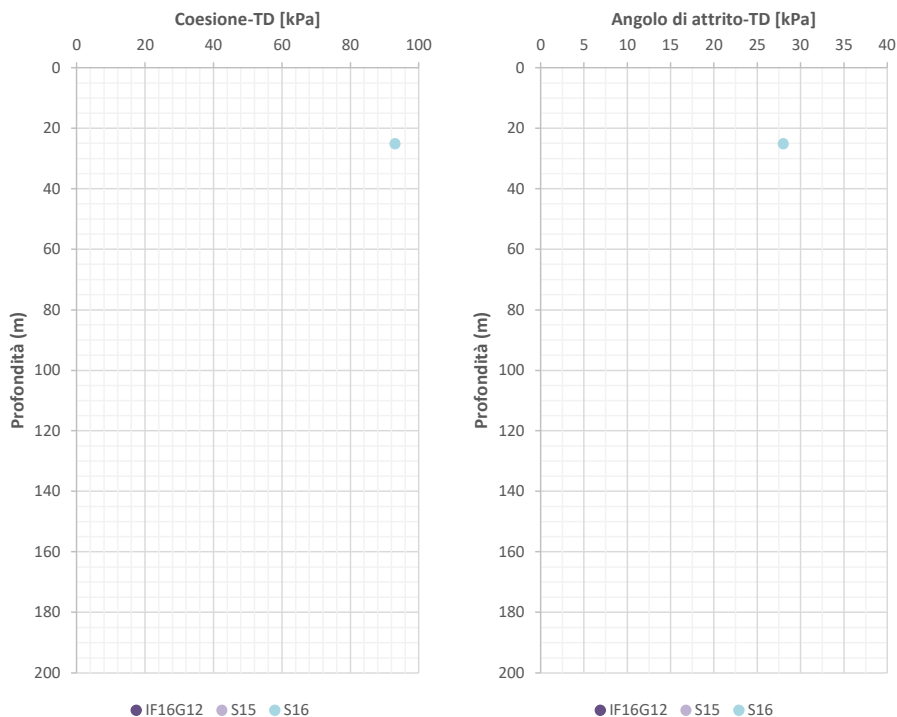 Coesione-TD [kPa]
0 20 40 60 80 100
0
20
40
60
80
100
120
140
160
180
200
Profondità (m)
IF16G12 S15 S16
Angolo di attrito-TD [kPa]
0 5 10 15 20 25 30 35 40
0
20
40
60
80
100
120
140
160
180
200
Profondità (m)
IF16G12 S15 S16